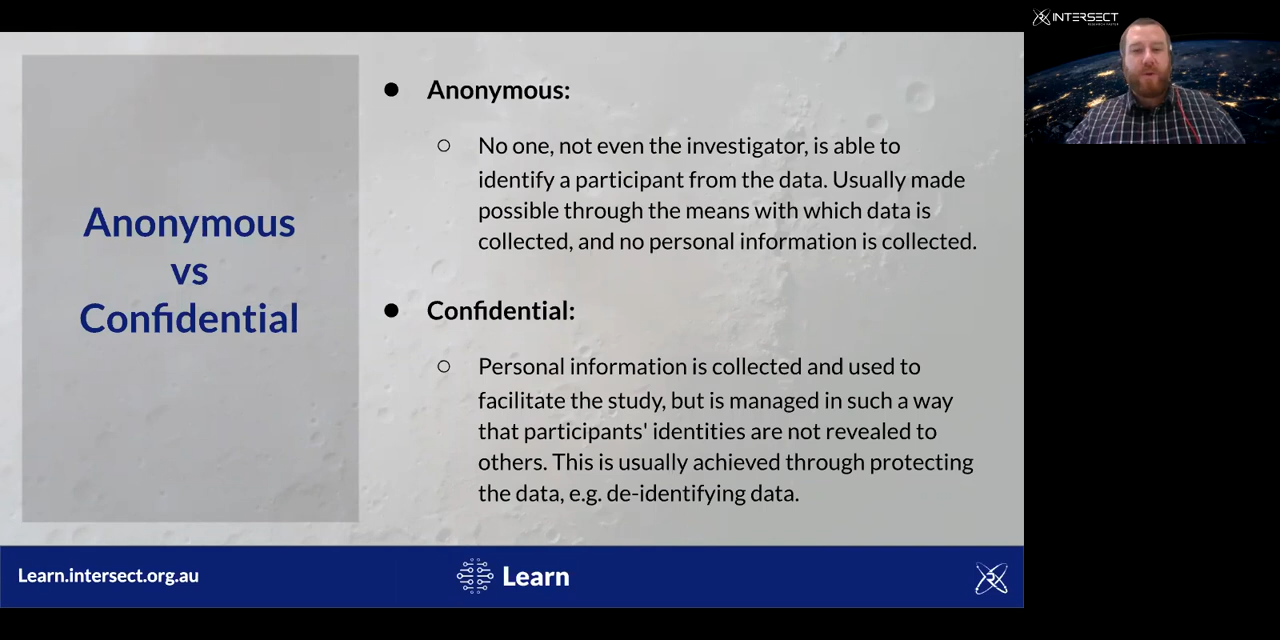 Anonymous
vs
Confidential
● Anonymous:
○ No one, not even the investigator, is able to
identify a participant from the data. Usually made
possible through the means with which data is
collected, and no personal information is collected.
● Confidential:
○ Personal information is collected and used to
facilitate the study, but is managed in such a way
that participants' identities are not revealed to
others. This is usually achieved through protecting
the data, e.g. de-identifying data.
Learn.intersect.org.au
Learn
INTERSECT